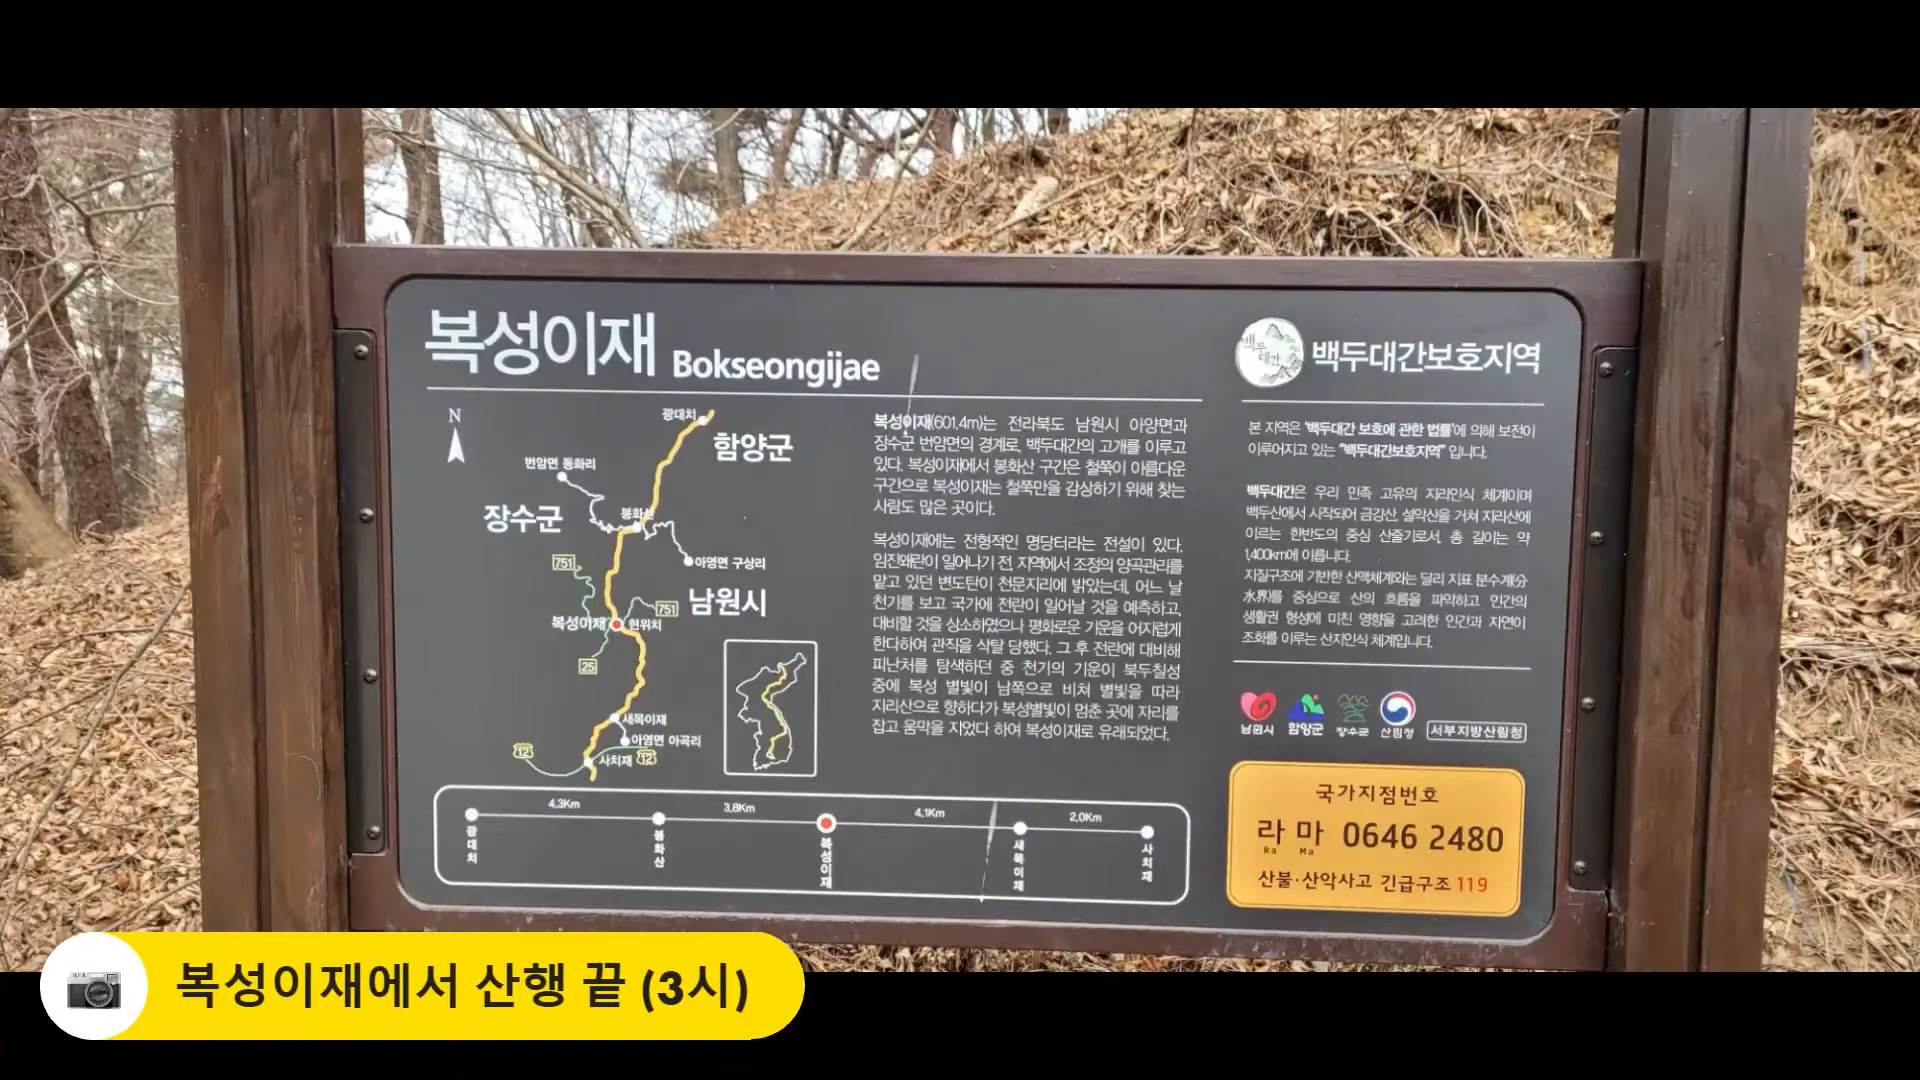 복성이재 Bokseongijae
N
광대치
함양군
번암면 동화리
장수군
봉화산
751
아영면 구상리
751
남원시
복성이재
현위치
25
새목이재
아영면 아곡리
12
사치재
12
4.3Km
3.8Km
4.1Km
2.0Km
광대치
봉화산
복성이재
새목이재
사치재
복성이재(601.4m)는 전라북도 남원시 아양면과
장수군 번암면의 경계로, 백두대간의 고개를 이루고
있다. 복성이재에서 봉화산 구간은 철쭉이 아름다운
구간으로 복성이재는 철쭉만을 감상하기 위해 찾는
사람도 많은 곳이다.
복성이재에는 전형적인 명당터라는 전설이 있다.
임진왜란이 일어나기 전, 지역에서 조정의 양곡관리를
맡고 있던 변도탄이 천문지리에 밝았는데, 어느 날
천기를 보고 국가에 전란이 일어날 것을 예측하고,
대비할 것을 상소하였으나 평화로운 기운을 어지럽게
한다하여 관직을 삭탈 당했다. 그 후 전란에 대비해
피난처를 탐색하던 중 천기의 기운이 북두칠성
중에 복성 별빛이 남쪽으로 비쳐 별빛을 따라
지리산으로 향하다가 복성별빛이 멈춘 곳에 자리를
잡고 움막을 지었다 하여 복성이재로 유래되었다.
백두대간
백두대간보호지역
본 지역은 '백두대간 보호에 관한 법률'에 의해 보전이
이루어지고 있는 "백두대간보호지역" 입니다.
백두대간은 우리 민족 고유의 지리인식 체계이며
백두산에서 시작되어 금강산, 설악산을 거쳐 지리산에
이르는 한반도의 중심 산줄기로서, 총 길이는 약
1,400km에 이릅니다.
지질구조에 기반한 산맥체계와는 달리 지표 분수계(分
水界)를 중심으로 산의 흐름을 파악하고 인간의
생활권 형성에 미친 영향을 고려한 인간과 자연이
조화를 이루는 산지인식 체계입니다.
남원시
함양군
장수군
산림청
서부지방산림청
국가지점번호
라 마 0646 2480
Ra Ma
산불·산악사고 긴급구조 119
복성이재에서 산행 끝 (3시)